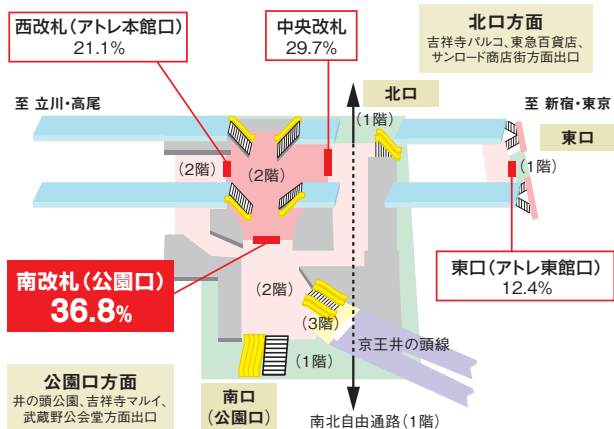 西改札(アトレ本館口)
21.1%
中央改札
29.7%
北口方面
吉祥寺パルコ、東急百貨店、
サンロード商店街方面出口
至 立川・高尾
北口
(1階)
至 新宿・東京
東口
(1階)
(2階)
(2階)
東口(アトレ東館口)
12.4%
南改札(公園口)
36.8%
(2階)
(3階)
(1階)
京王井の頭線
公園口方面
井の頭公園、吉祥寺マルイ、
武蔵野公会堂方面出口
南口
(公園口)
南北自由通路(1階)